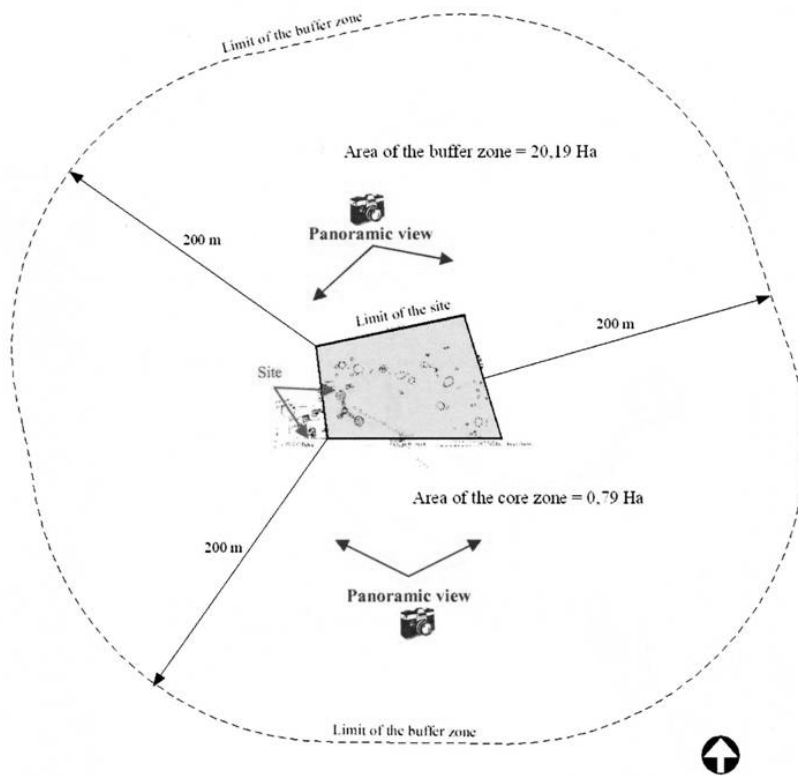 Limit of the buffer zone
Area of the buffer zone = 20,19 Ha
Panoramic view
200 m
Limit of the site
200 m
Site
Area of the core zone = 0,79 Ha
200 m
Panoramic view
Limit of the buffer zone